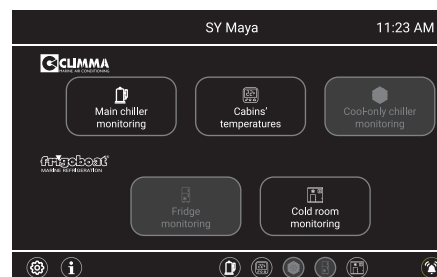 SY Maya
11:23 AM
CLIMMA
MARINE AIR CONDITIONING
Main chiller
monitoring
Cabins'
temperatures
Cool-only chiller
monitoring
frigoboat
MARINE REFRIGERATION
Fridge
monitoring
Cold room
monitoring